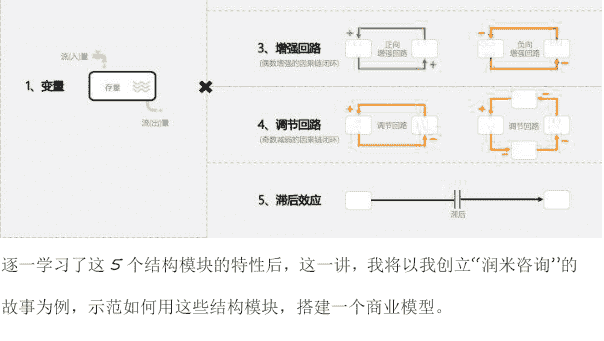 流(入)量
1、变量
存量
流(出)量
3、增强回路
(偶数增强的因果链闭环)
正向
增强回路
负向
增强回路
4、调节回路
(奇数减弱的因果链闭环)
调节回路
调节回路
5、滞后效应
滞后
逐一学习了这 5 个结构模块的特性后，这一讲，我将以我创立“润米咨询”的
故事为例，示范如何用这些结构模块，搭建一个商业模型。